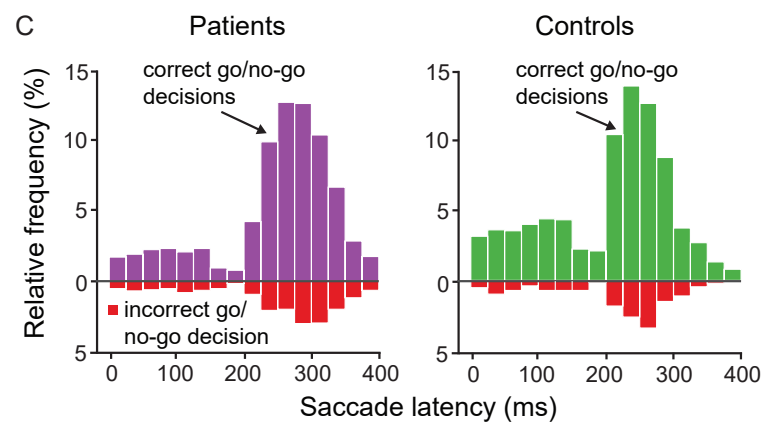 C
Patients
Controls
Relative frequency (%)
15
10
5
0
5
correct go/no-go
decisions
incorrect go/
no-go decision
0 100 200 300 400
15
10
5
0
5
correct go/no-go
decisions
0 100 200 300 400
Saccade latency (ms)